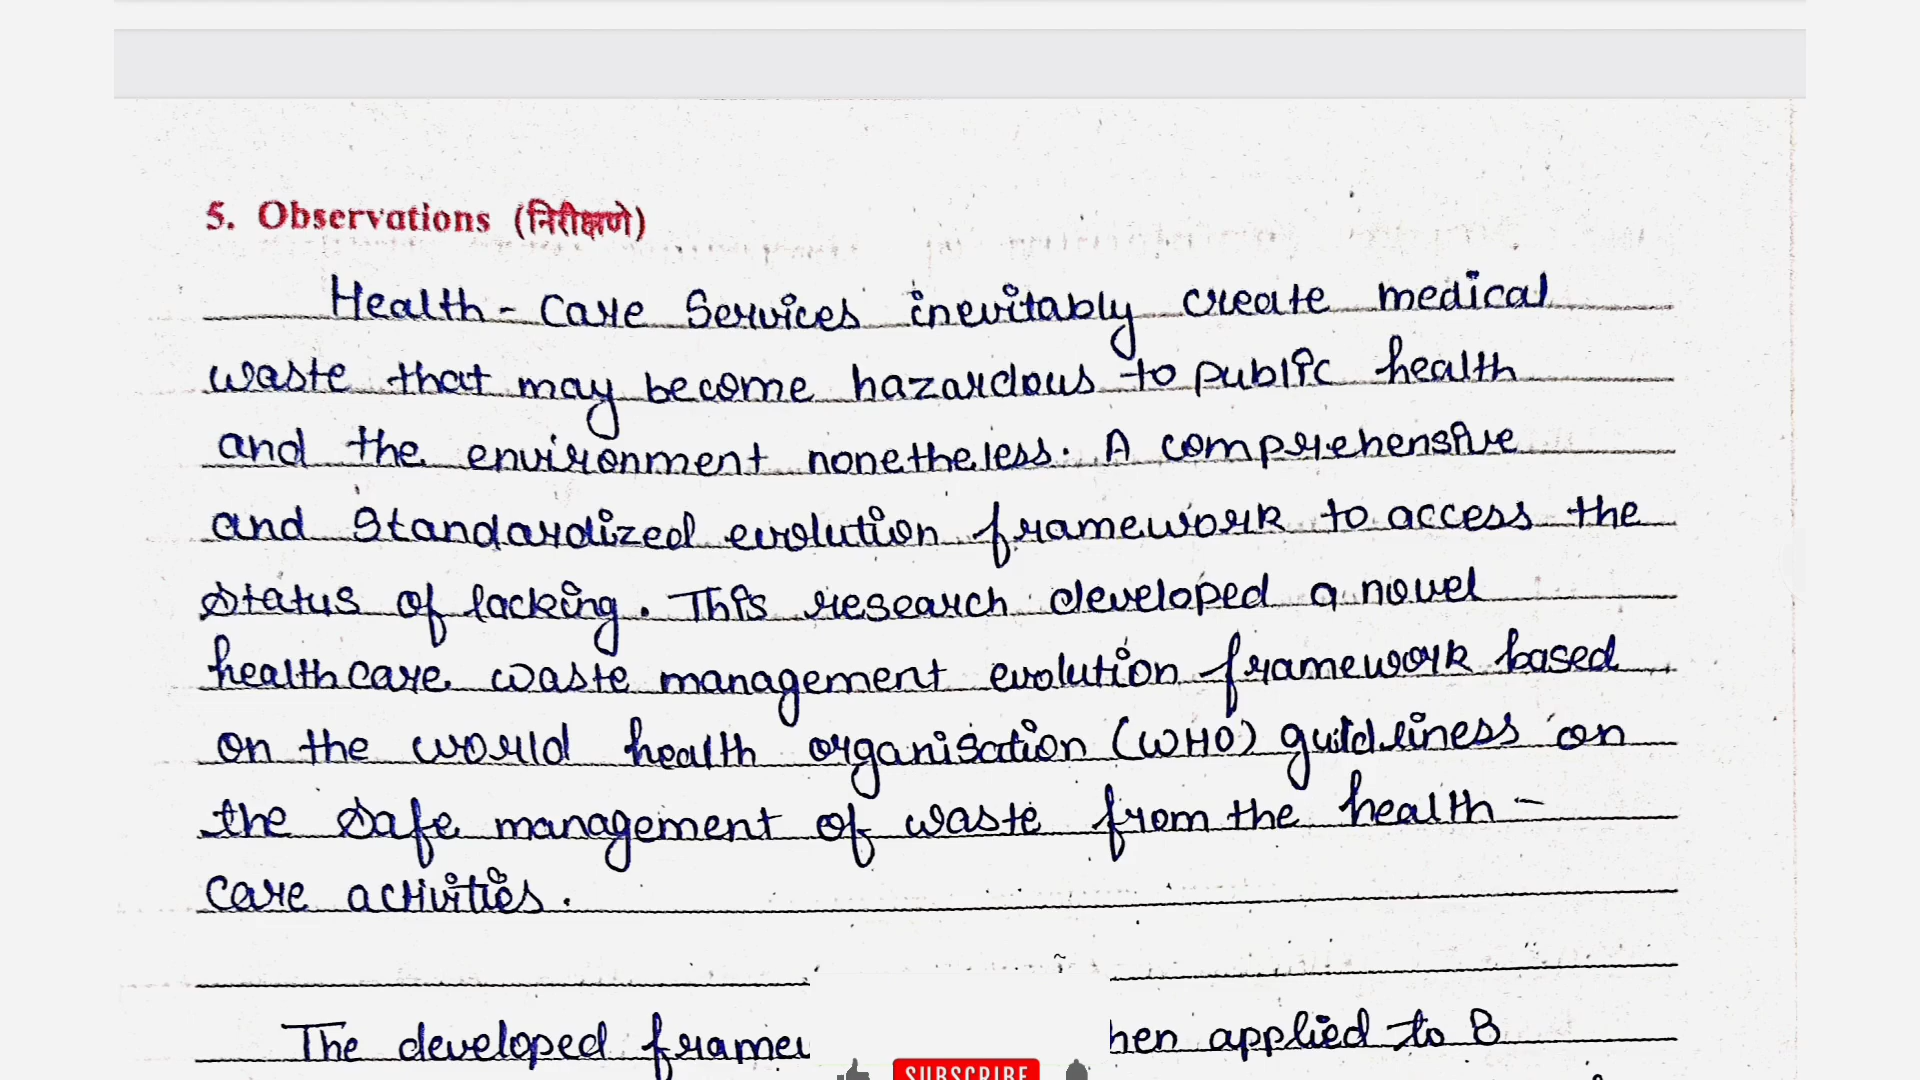 5. Observations (निरीक्षणे)
Health - care Services inevitably create medical
waste that may become hazardous to public health
and the environment nonetheless. A comprehensive
and standardized evolution framework to access the
status of lacking. This research developed a novel
healthcare waste management evolution framework based
on the world health organisation (WHO) guildliness on
the safe management of waste from the health -
care activities.
The developed hen applied to 8
SUBSCRIBE